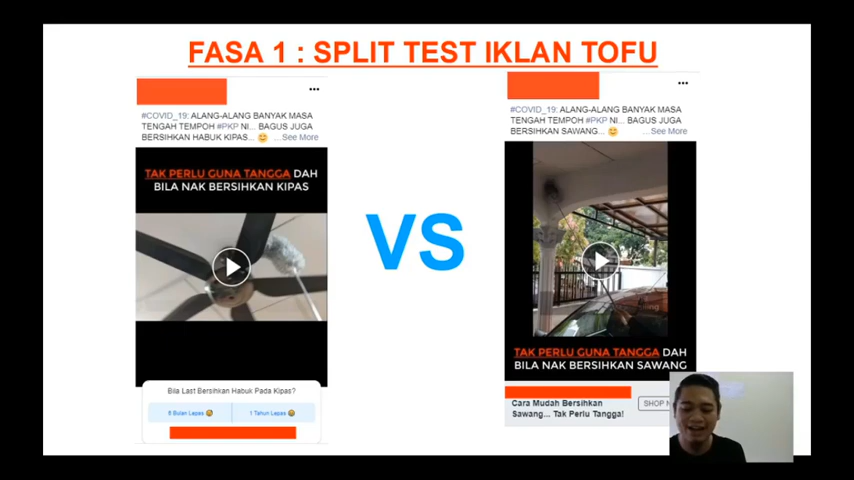 FASA 1 : SPLIT TEST IKLAN TOFU
#COVID_19: ALANG-ALANG BANYAK MASA
TENGAH TEMPOH #PKP NI... BAGUS JUGA
BERSIHKAN HABUK KIPAS... 😊 ...See More
TAK PERLU GUNA TANGGA DAH
BILA NAK BERSIHKAN KIPAS
Bila Last Bersihkan Habuk Pada Kipas?
6 Bulan Lepas
1 Tahun Lepas
VS
#COVID_19: ALANG-ALANG BANYAK MASA
TENGAH TEMPOH #PKP NI... BAGUS JUGA
BERSIHKAN SAWANG... 😊 ...See More
TAK PERLU GUNA TANGGA DAH
BILA NAK BERSIHKAN SAWANG
Cara Mudah Bersihkan
Sawang... Tak Perlu Tangga!
SHOP